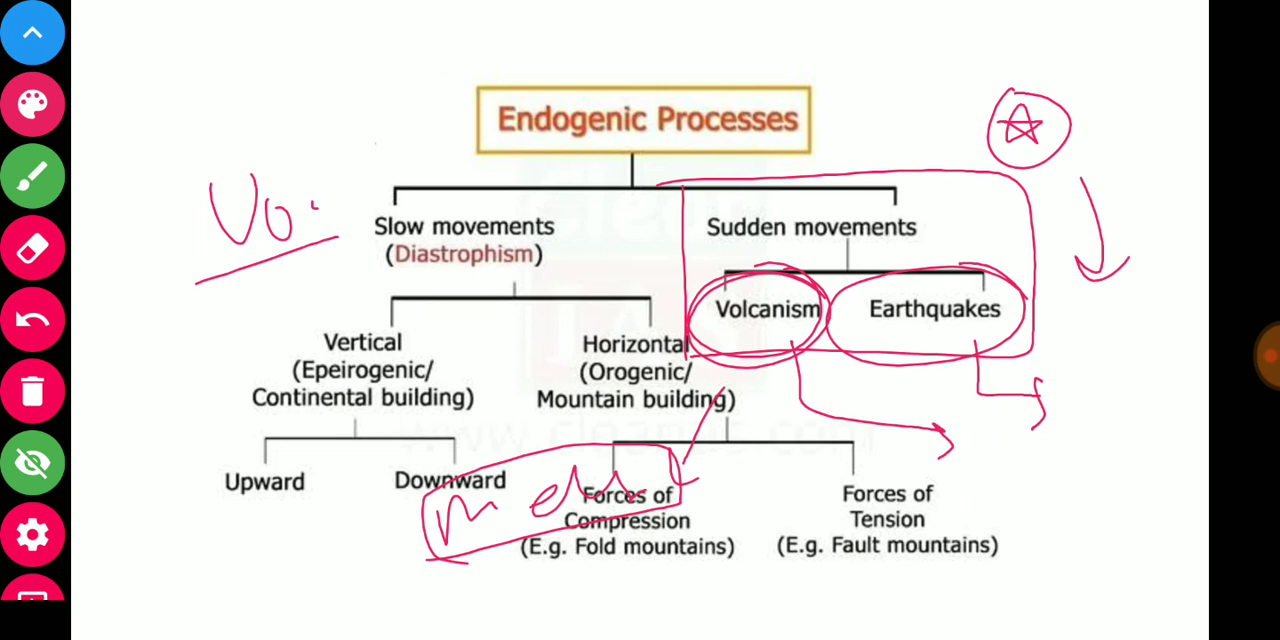 Endogenic Processes
Vo.
Slow movements
(Diastrophism)
Sudden movements
Volcanism
Earthquakes
Vertical
(Epeirogenic/
Continental building)
Horizontal
(Orogenic/
Mountain building)
Upward
Downward
Forces of
Compression
(E.g. Fold mountains)
Forces of
Tension
(E.g. Fault mountains)